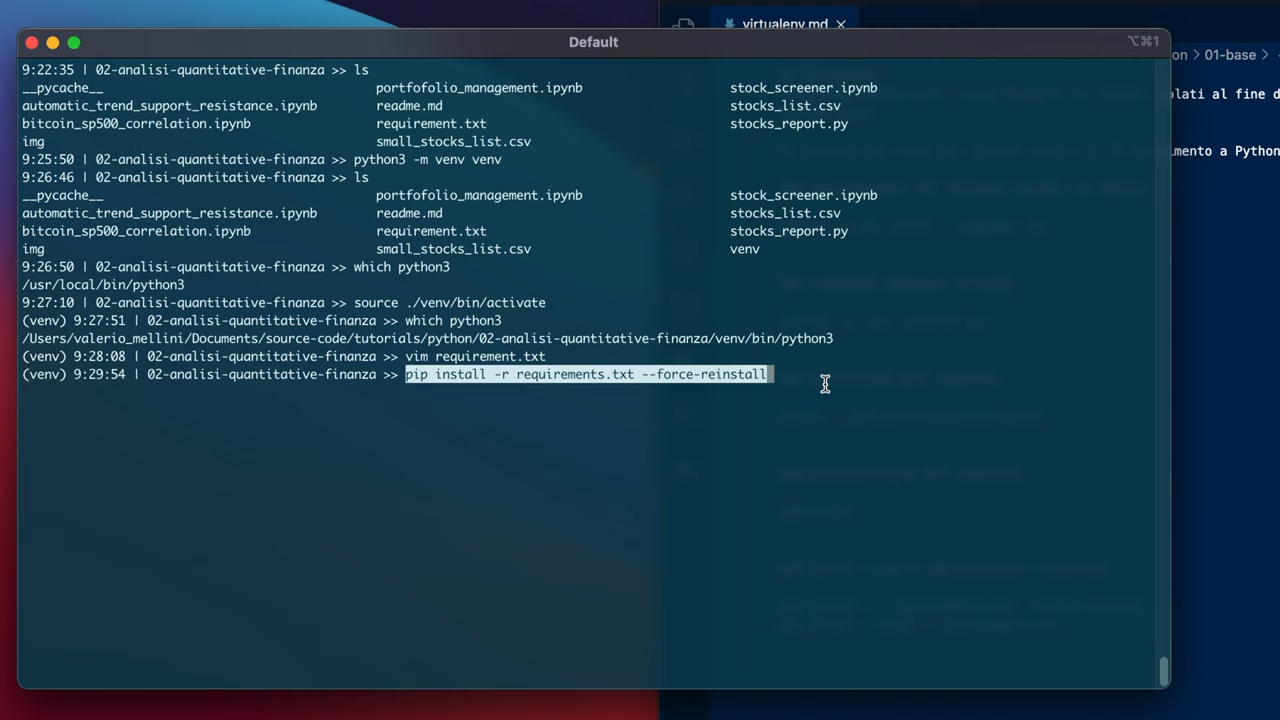 virtualenv.md ×
Default
⌥⌘1
9:22:35 | 02-analisi-quantitative-finanza >> ls
__pycache__ portfofolio_management.ipynb stock_screener.ipynb
automatic_trend_support_resistance.ipynb readme.md stocks_list.csv
bitcoin_sp500_correlation.ipynb requirement.txt stocks_report.py
img small_stocks_list.csv
9:25:50 | 02-analisi-quantitative-finanza >> python3 -m venv venv
9:26:46 | 02-analisi-quantitative-finanza >> ls
__pycache__ portfofolio_management.ipynb stock_screener.ipynb
automatic_trend_support_resistance.ipynb readme.md stocks_list.csv
bitcoin_sp500_correlation.ipynb requirement.txt stocks_report.py
img small_stocks_list.csv venv
9:26:50 | 02-analisi-quantitative-finanza >> which python3
/usr/local/bin/python3
9:27:10 | 02-analisi-quantitative-finanza >> source ./venv/bin/activate
(venv) 9:27:51 | 02-analisi-quantitative-finanza >> which python3
/Users/valerio_mellini/Documents/source-code/tutorials/python/02-analisi-quantitative-finanza/venv/bin/python3
(venv) 9:28:08 | 02-analisi-quantitative-finanza >> vim requirement.txt
(venv) 9:29:54 | 02-analisi-quantitative-finanza >> pip install -r requirements.txt --force-reinstall
on > 01-base >
olati al fine d
imento a Python